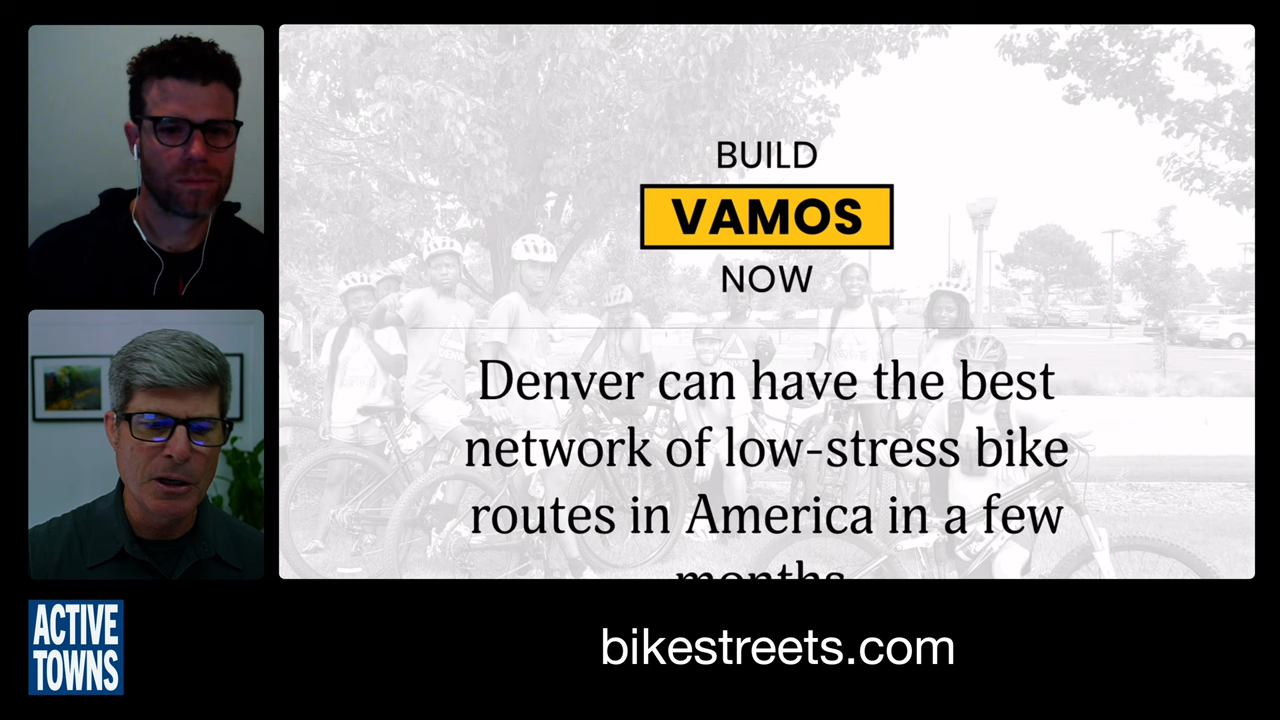 BUILD
VAMOS
NOW
Denver can have the best
network of low-stress bike
routes in America in a few
months
ACTIVE
TOWNS
bikestreets.com